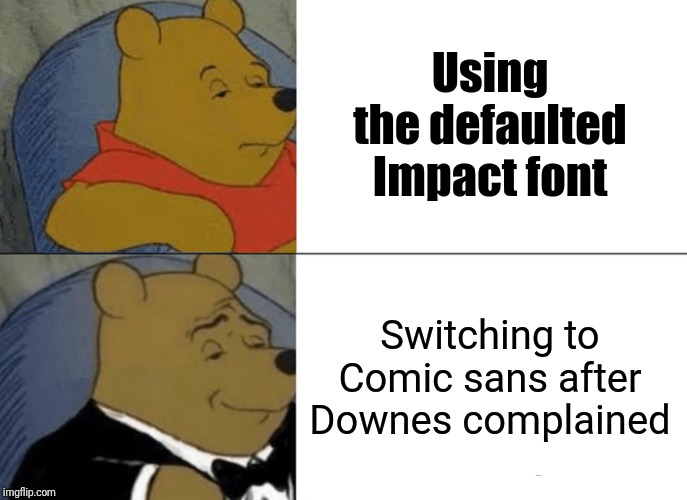 Using
the defaulted
Impact font
Switching to
Comic sans after
Downes complained
imgflip.com